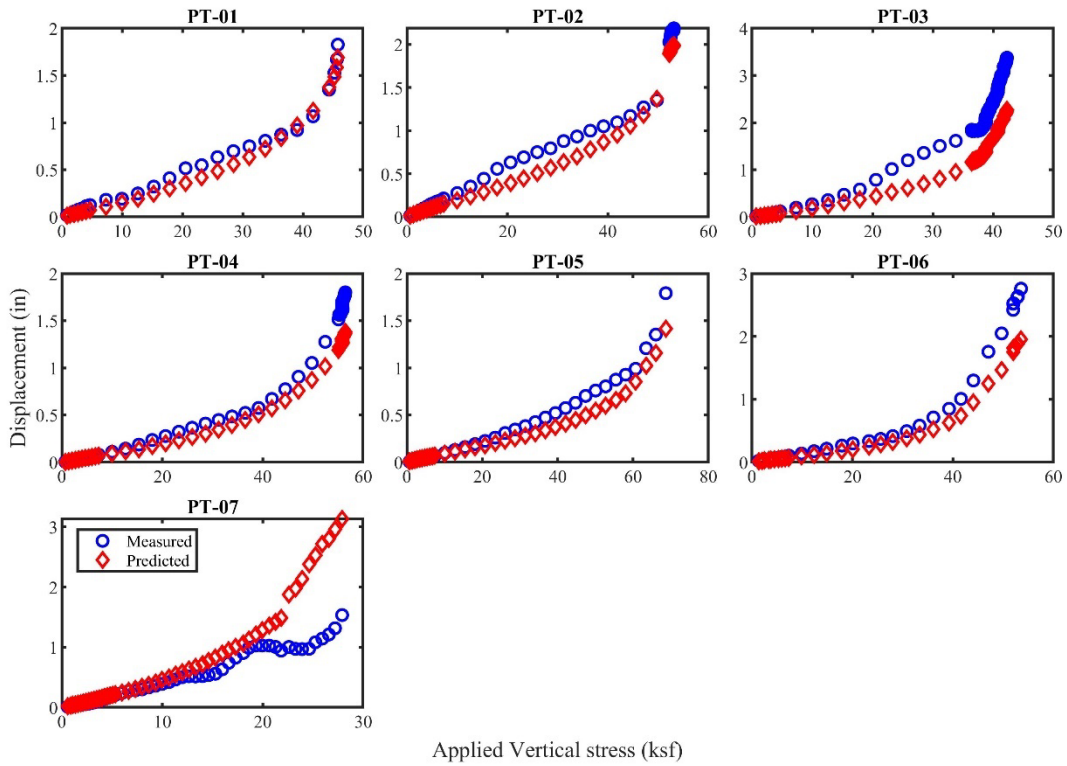 PT-01 PT-02 PT-03
2 2 4
1.5 1.5 3
1 1 2
0.5 0.5 1
0 0 0
0 10 20 30 40 50 0 20 40 60 0 10 20 30 40 50
PT-04 PT-05 PT-06
2 2 3
1.5 1.5 2
1 1 1
0.5 0.5
0 0 0
0 20 40 60 0 20 40 60 80 0 20 40 60
Displacement (in)
PT-07
3
Measured
Predicted
2
1
0
0 10 20 30
Applied Vertical stress (ksf)